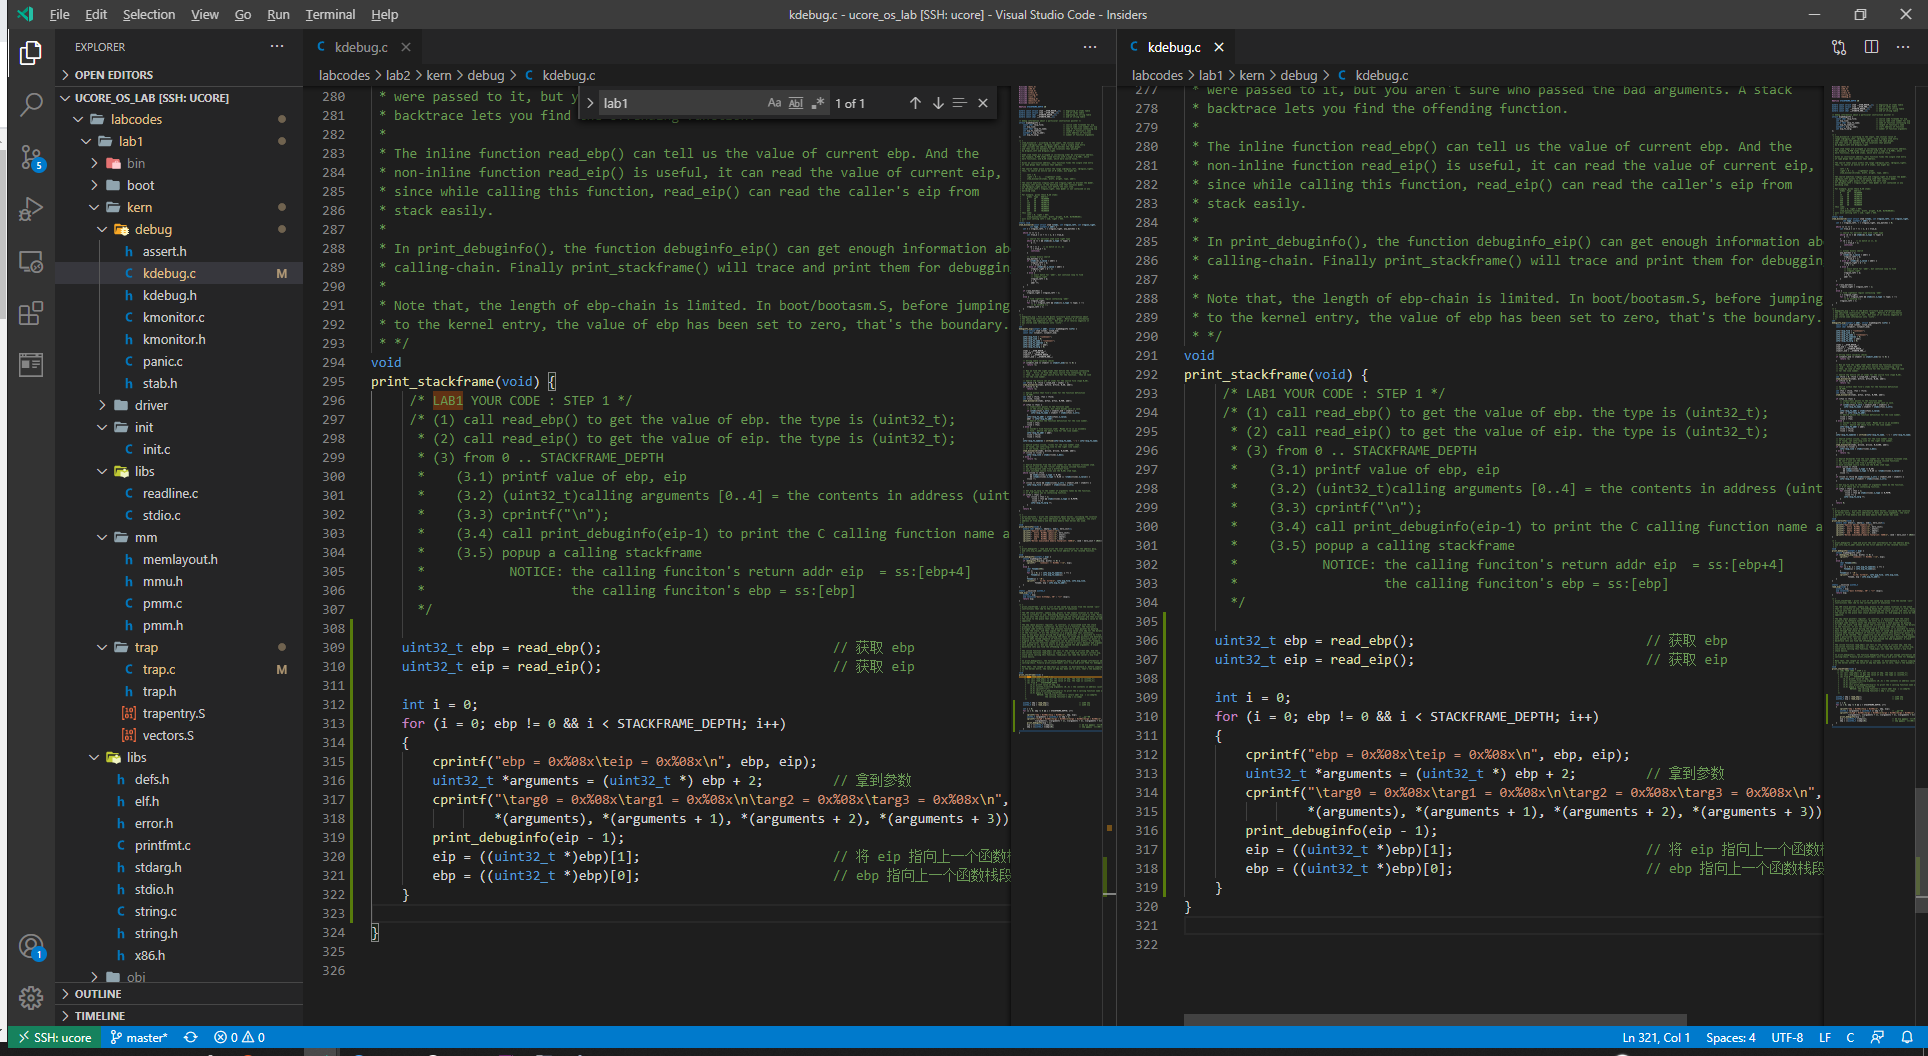 File Edit Selection View Go Run Terminal Help
kdebug.c - ucore_os_lab [SSH: ucore] - Visual Studio Code - Insiders
EXPLORER
OPEN EDITORS
UCORE_OS_LAB [SSH: UCORE]
labcodes
lab1
bin
boot
kern
debug
assert.h
kdebug.c M
kdebug.h
kmonitor.c
kmonitor.h
panic.c
stab.h
driver
init
init.c
libs
readline.c
stdio.c
mm
memlayout.h
mmu.h
pmm.c
pmm.h
trap
trap.c M
trap.h
trapentry.S
vectors.S
libs
defs.h
elf.h
error.h
printfmt.c
stdarg.h
stdio.h
string.c
string.h
x86.h
obj
OUTLINE
TIMELINE
5
1
C kdebug.c
labcodes > lab2 > kern > debug > C kdebug.c
lab1 Aa Abl .* 1 of 1
280 * were passed to it, but y
281 * backtrace lets you find the offending function.
282 *
283 * The inline function read_ebp() can tell us the value of current ebp. And the
284 * non-inline function read_eip() is useful, it can read the value of current eip,
285 * since while calling this function, read_eip() can read the caller's eip from
286 * stack easily.
287 *
288 * In print_debuginfo(), the function debuginfo_eip() can get enough information ab
289 * calling-chain. Finally print_stackframe() will trace and print them for debuggin
290 *
291 * Note that, the length of ebp-chain is limited. In boot/bootasm.S, before jumping
292 * to the kernel entry, the value of ebp has been set to zero, that's the boundary.
293 * */
294 void
295 print_stackframe(void) {
296 /* LAB1 YOUR CODE : STEP 1 */
297 /* (1) call read_ebp() to get the value of ebp. the type is (uint32_t);
298 * (2) call read_eip() to get the value of eip. the type is (uint32_t);
299 * (3) from 0 .. STACKFRAME_DEPTH
300 * (3.1) printf value of ebp, eip
301 * (3.2) (uint32_t)calling arguments [0..4] = the contents in address (uint
302 * (3.3) cprintf("\n");
303 * (3.4) call print_debuginfo(eip-1) to print the C calling function name a
304 * (3.5) popup a calling stackframe
305 * NOTICE: the calling funciton's return addr eip  = ss:[ebp+4]
306 * the calling funciton's ebp = ss:[ebp]
307 */
308
309 uint32_t ebp = read_ebp(); // 获取 ebp
310 uint32_t eip = read_eip(); // 获取 eip
311
312 int i = 0;
313 for (i = 0; ebp != 0 && i < STACKFRAME_DEPTH; i++)
314 {
315 cprintf("ebp = 0x%08x\teip = 0x%08x\n", ebp, eip);
316 uint32_t *arguments = (uint32_t *) ebp + 2; // 拿到参数
317 cprintf("\targ0 = 0x%08x\targ1 = 0x%08x\n\targ2 = 0x%08x\targ3 = 0x%08x\n",
318 *(arguments), *(arguments + 1), *(arguments + 2), *(arguments + 3))
319 print_debuginfo(eip - 1);
320 eip = ((uint32_t *)ebp)[1]; // 将 eip 指向上一个函数
321 ebp = ((uint32_t *)ebp)[0]; // ebp 指向上一个函数栈段
322 }
323
324 }
325
326
C kdebug.c
labcodes > lab1 > kern > debug > C kdebug.c
277 * were passed to it, but you aren't sure who passed the bad arguments. A stack
278 * backtrace lets you find the offending function.
279 *
280 * The inline function read_ebp() can tell us the value of current ebp. And the
281 * non-inline function read_eip() is useful, it can read the value of current eip,
282 * since while calling this function, read_eip() can read the caller's eip from
283 * stack easily.
284 *
285 * In print_debuginfo(), the function debuginfo_eip() can get enough information ab
286 * calling-chain. Finally print_stackframe() will trace and print them for debuggin
287 *
288 * Note that, the length of ebp-chain is limited. In boot/bootasm.S, before jumping
289 * to the kernel entry, the value of ebp has been set to zero, that's the boundary.
290 * */
291 void
292 print_stackframe(void) {
293 /* LAB1 YOUR CODE : STEP 1 */
294 /* (1) call read_ebp() to get the value of ebp. the type is (uint32_t);
295 * (2) call read_eip() to get the value of eip. the type is (uint32_t);
296 * (3) from 0 .. STACKFRAME_DEPTH
297 * (3.1) printf value of ebp, eip
298 * (3.2) (uint32_t)calling arguments [0..4] = the contents in address (uint
299 * (3.3) cprintf("\n");
300 * (3.4) call print_debuginfo(eip-1) to print the C calling function name a
301 * (3.5) popup a calling stackframe
302 * NOTICE: the calling funciton's return addr eip  = ss:[ebp+4]
303 * the calling funciton's ebp = ss:[ebp]
304 */
305
306 uint32_t ebp = read_ebp(); // 获取 ebp
307 uint32_t eip = read_eip(); // 获取 eip
308
309 int i = 0;
310 for (i = 0; ebp != 0 && i < STACKFRAME_DEPTH; i++)
311 {
312 cprintf("ebp = 0x%08x\teip = 0x%08x\n", ebp, eip);
313 uint32_t *arguments = (uint32_t *) ebp + 2; // 拿到参数
314 cprintf("\targ0 = 0x%08x\targ1 = 0x%08x\n\targ2 = 0x%08x\targ3 = 0x%08x\n",
315 *(arguments), *(arguments + 1), *(arguments + 2), *(arguments + 3))
316 print_debuginfo(eip - 1);
317 eip = ((uint32_t *)ebp)[1]; // 将 eip 指向上一个函数
318 ebp = ((uint32_t *)ebp)[0]; // ebp 指向上一个函数栈段
319 }
320 }
321
322
SSH: ucore master* 0 0 Ln 321, Col 1 Spaces: 4 UTF-8 LF C